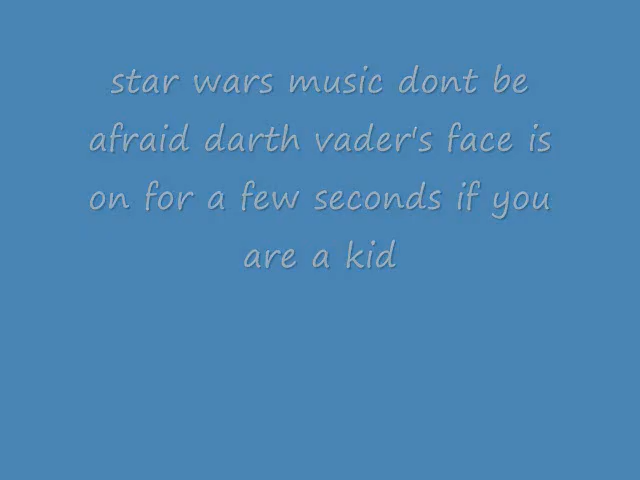 star wars music dont be
afraid darth vader's face is
on for a few seconds if you
are a kid